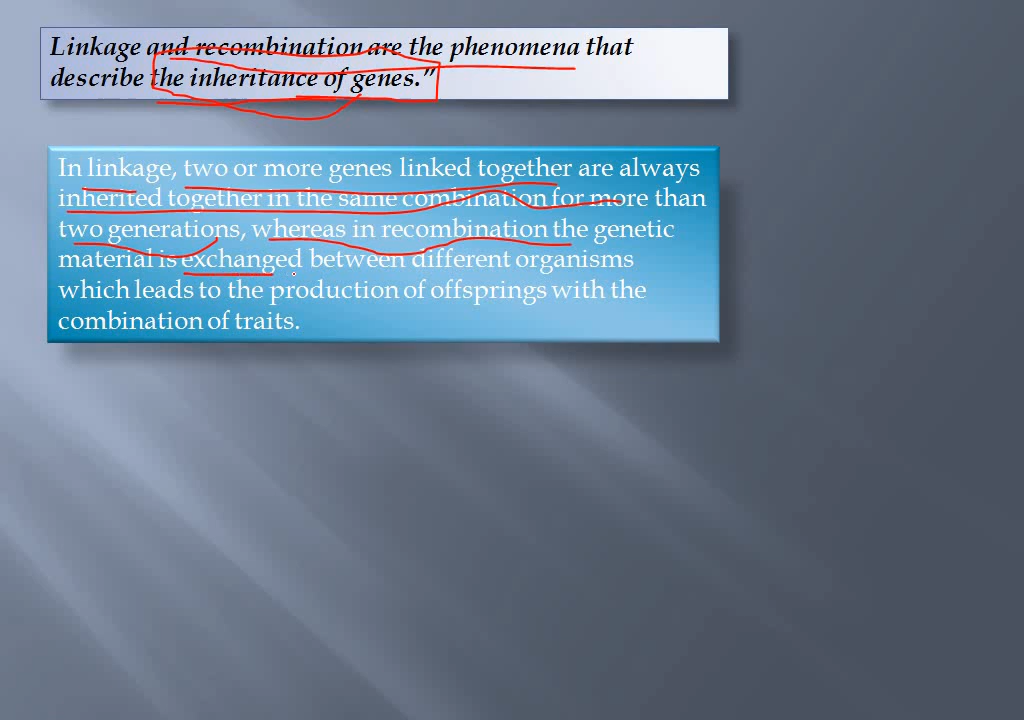 Linkage and recombination are the phenomena that
describe the inheritance of genes.”
In linkage, two or more genes linked together are always
inherited together in the same combination for more than
two generations, whereas in recombination the genetic
material is exchanged between different organisms
which leads to the production of offsprings with the
combination of traits.